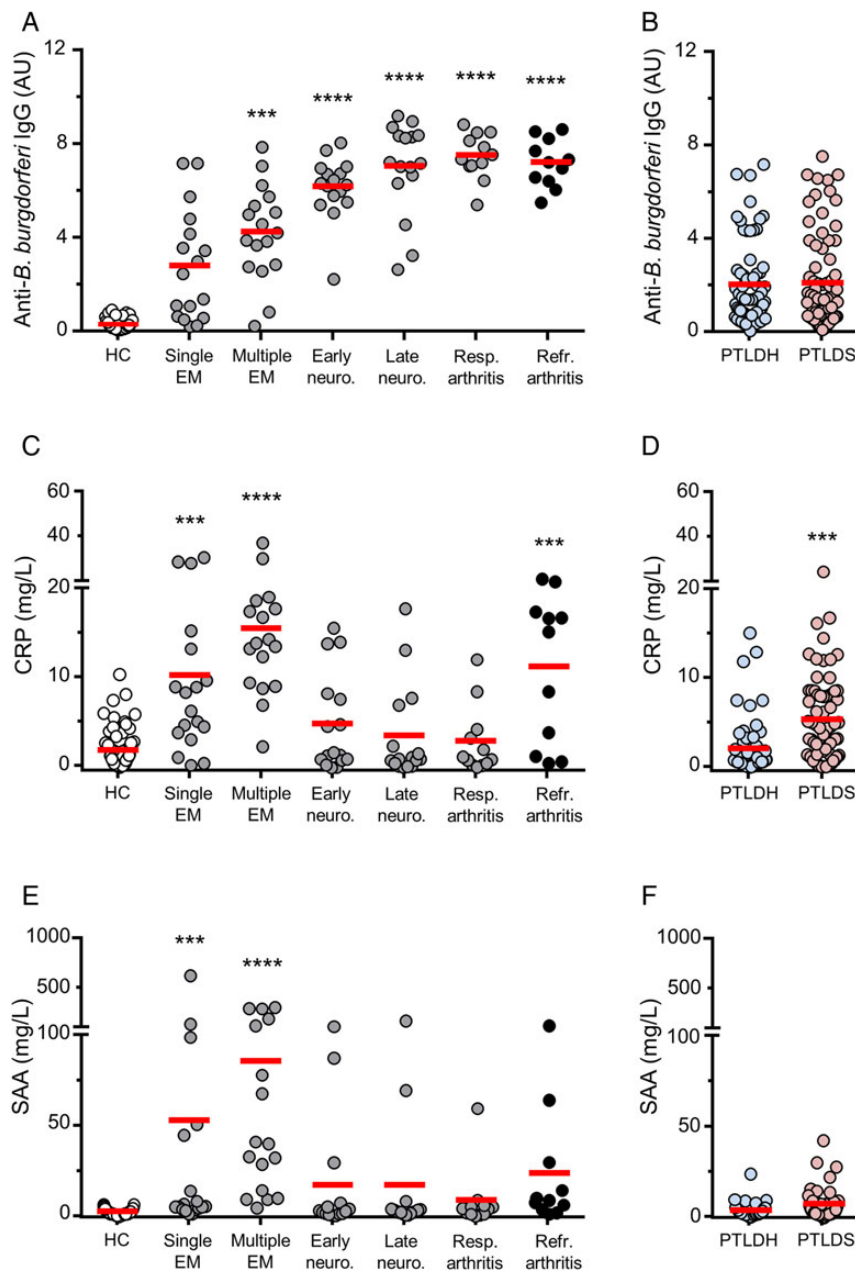 A
B
Anti-B. burgdorferi IgG (AU)
12
8
4
0
***
****
****
****
****
HC
Single EM
Multiple EM
Early neuro.
Late neuro.
Resp. arthritis
Refr. arthritis
Anti-B. burgdorferi IgG (AU)
12
8
4
0
PTLDH
PTLDS
C
D
CRP (mg/L)
60
40
20
10
0
***
****
***
HC
Single EM
Multiple EM
Early neuro.
Late neuro.
Resp. arthritis
Refr. arthritis
CRP (mg/L)
60
40
20
10
0
***
PTLDH
PTLDS
E
F
SAA (mg/L)
1000
500
100
50
0
***
****
HC
Single EM
Multiple EM
Early neuro.
Late neuro.
Resp. arthritis
Refr. arthritis
SAA (mg/L)
1000
500
100
50
0
PTLDH
PTLDS